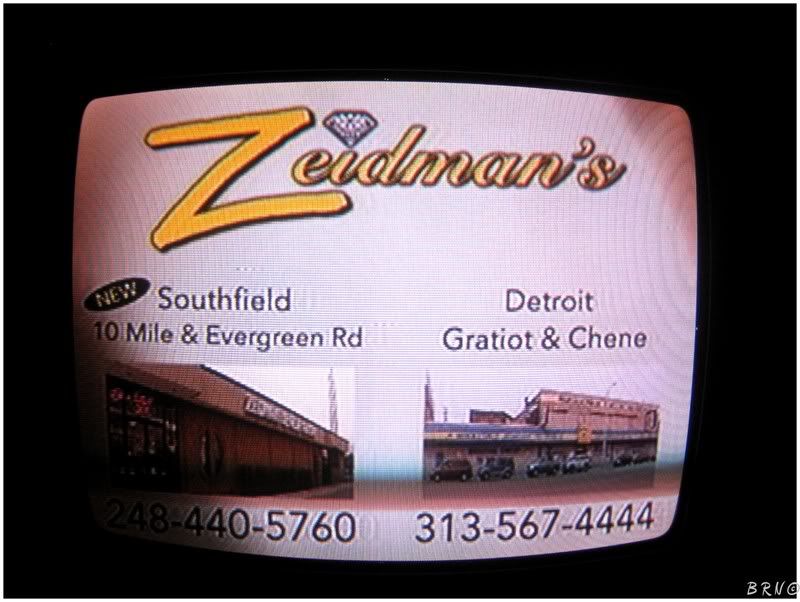 Zeidman's
NEW
Southfield
10 Mile & Evergreen Rd
Detroit
Gratiot & Chene
248-440-5760
313-567-4444
BRN©